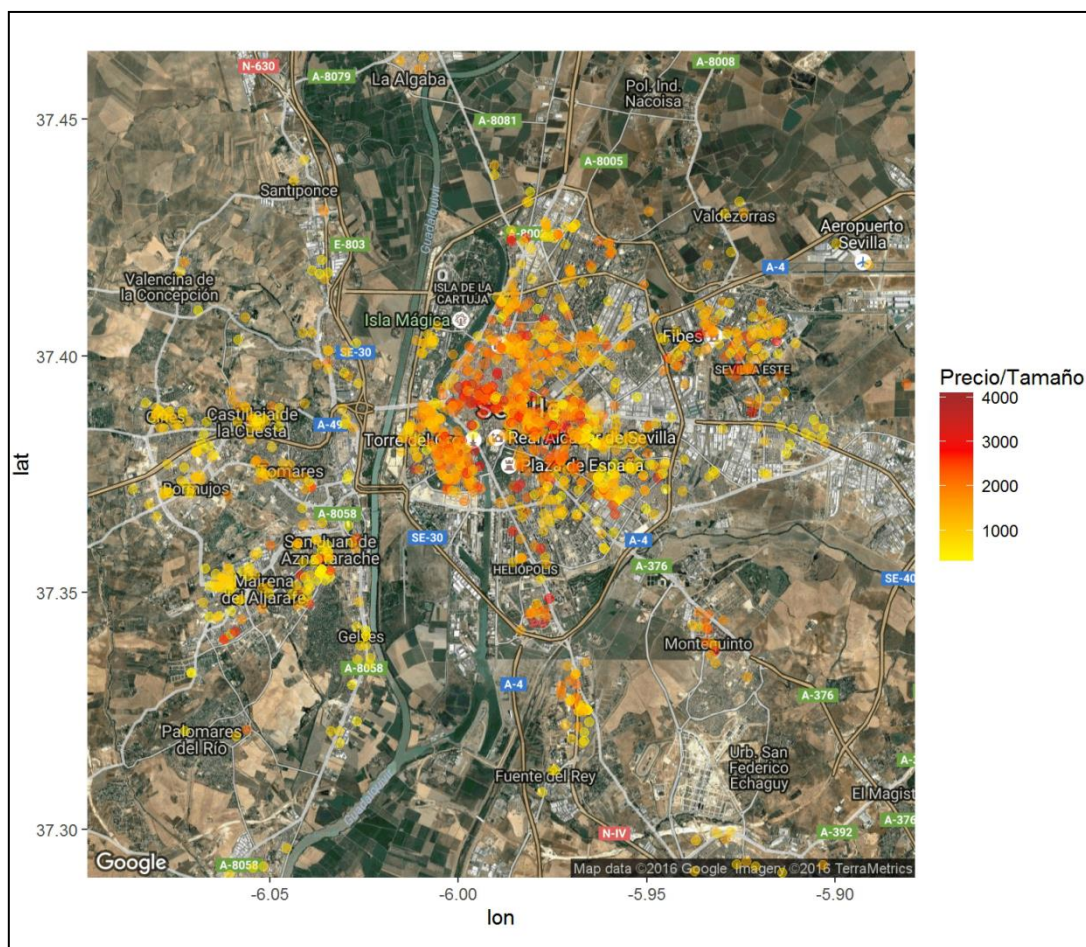 N-630
A-8079
La Algaba
A-8008
Pol. Ind.
Nacoisa
37.45
A-8081
A-8005
Santiponce
Guadalquivir
Valdezorras
Aeropuerto
Sevilla
E-803
A-4
Valencina de
la Concepción
ISLA DE LA
CARTUJA
Isla Mágica
Fibes
37.40
SE-30
SEVILLA ESTE
Castilleja de
la Cuesta
A-49
Real Alcázar de Sevilla
Plaza de España
Tomares
Bormujos
A-8058
San Juan de
Aznalfarache
SE-30
A-4
HELIÓPOLIS
A-376
SE-40
37.35
Mairena
del Aljarafe
Gelves
Montequinto
A-8058
A-4
A-376
Palomares
del Río
Fuente del Rey
Urb. San
Federico
Echaguy
El Magist
37.30
N-IV
A-392
A-376
A-8058
Google
Map data ©2016 Google Imagery ©2016 TerraMetrics
-6.05
-6.00
-5.95
-5.90
lon
lat
Precio/Tamaño
4000
3000
2000
1000